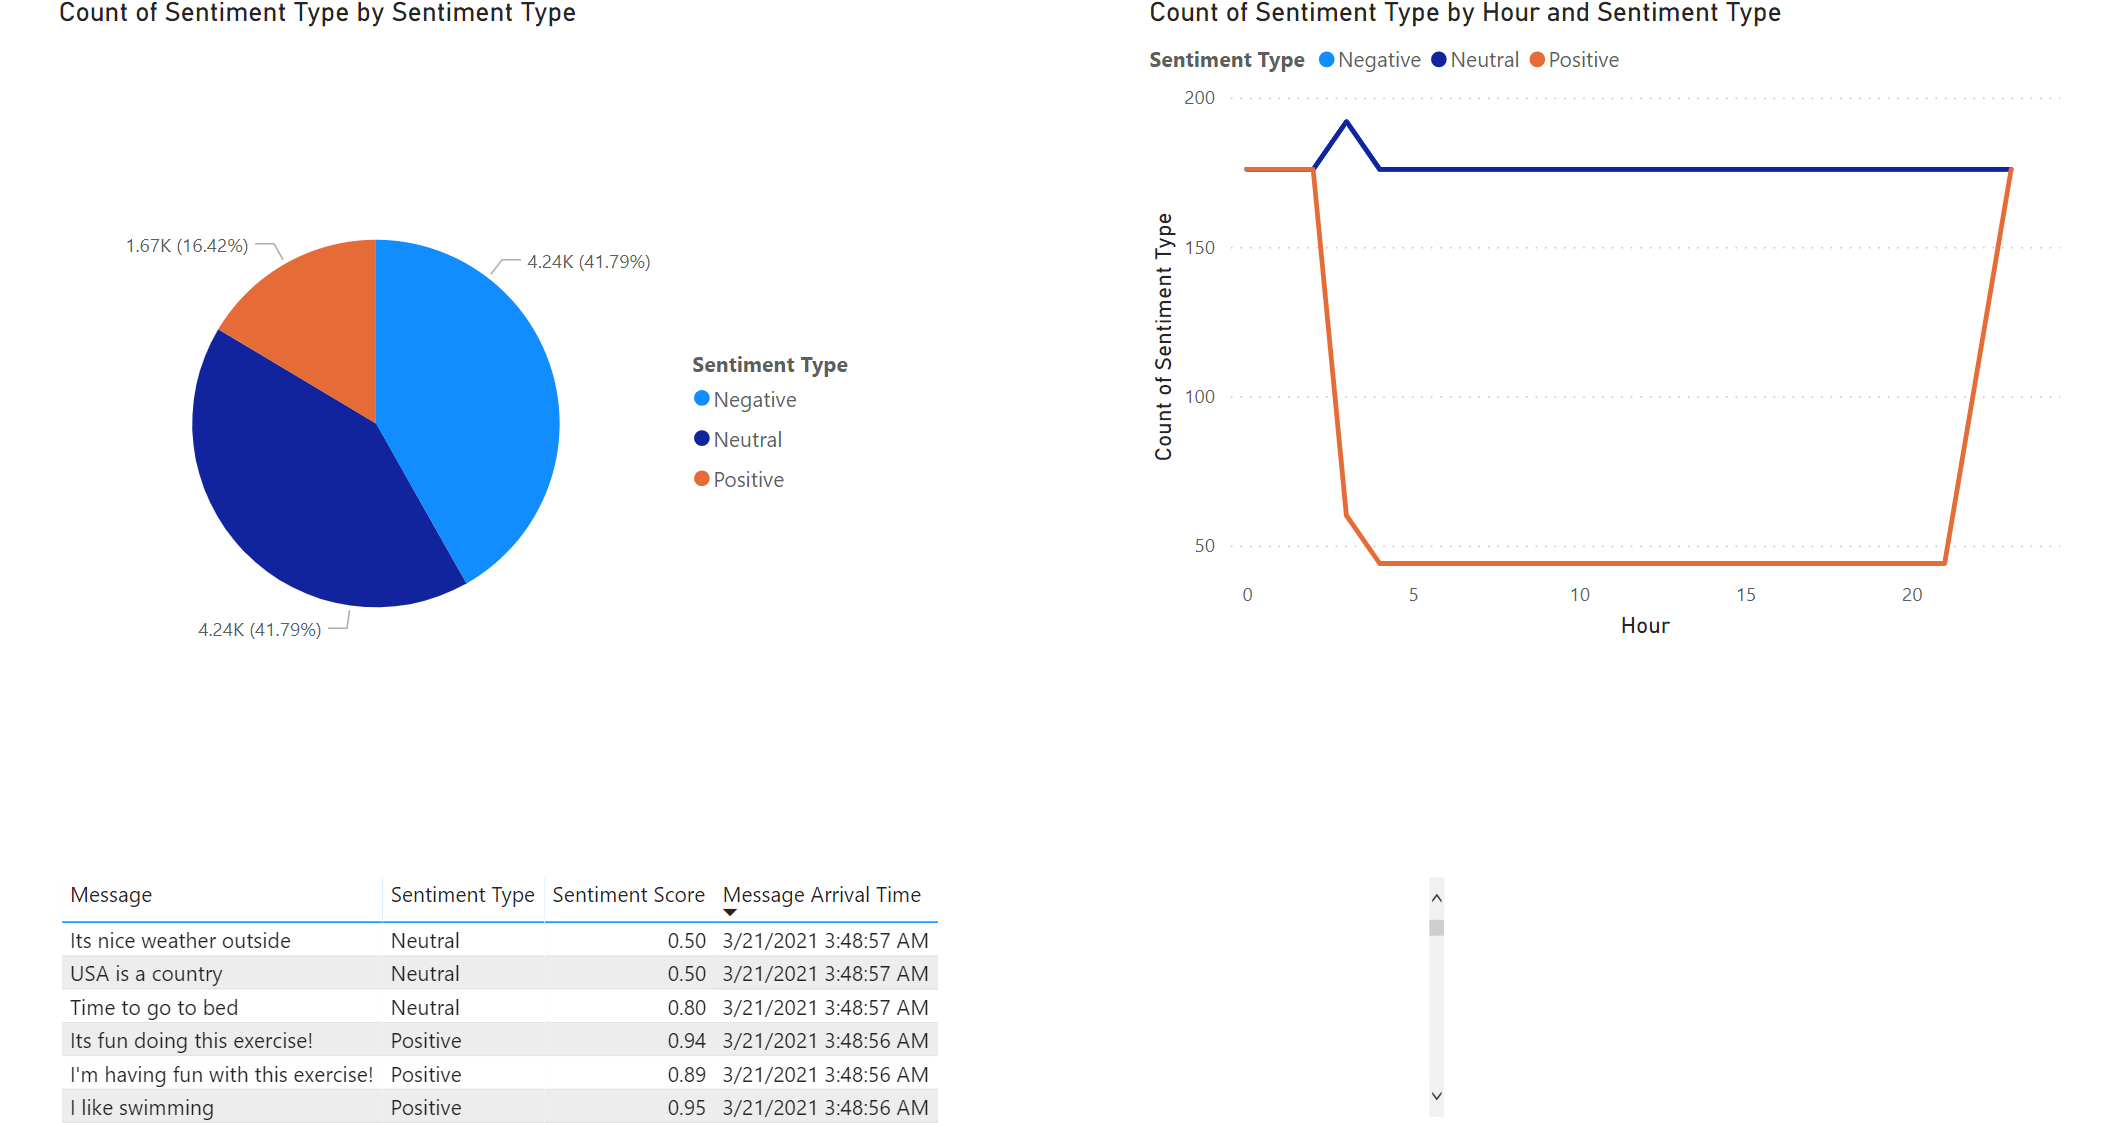 Count of Sentiment Type by Sentiment Type
1.67K (16.42%)
4.24K (41.79%)
4.24K (41.79%)
Sentiment Type
Negative
Neutral
Positive
Count of Sentiment Type by Hour and Sentiment Type
Sentiment Type Negative Neutral Positive
200
150
100
50
Count of Sentiment Type
0 5 10 15 20
Hour
Message Sentiment Type Sentiment Score Message Arrival Time
Its nice weather outside Neutral 0.50 3/21/2021 3:48:57 AM
USA is a country Neutral 0.50 3/21/2021 3:48:57 AM
Time to go to bed Neutral 0.80 3/21/2021 3:48:57 AM
Its fun doing this exercise! Positive 0.94 3/21/2021 3:48:56 AM
I'm having fun with this exercise! Positive 0.89 3/21/2021 3:48:56 AM
I like swimming Positive 0.95 3/21/2021 3:48:56 AM